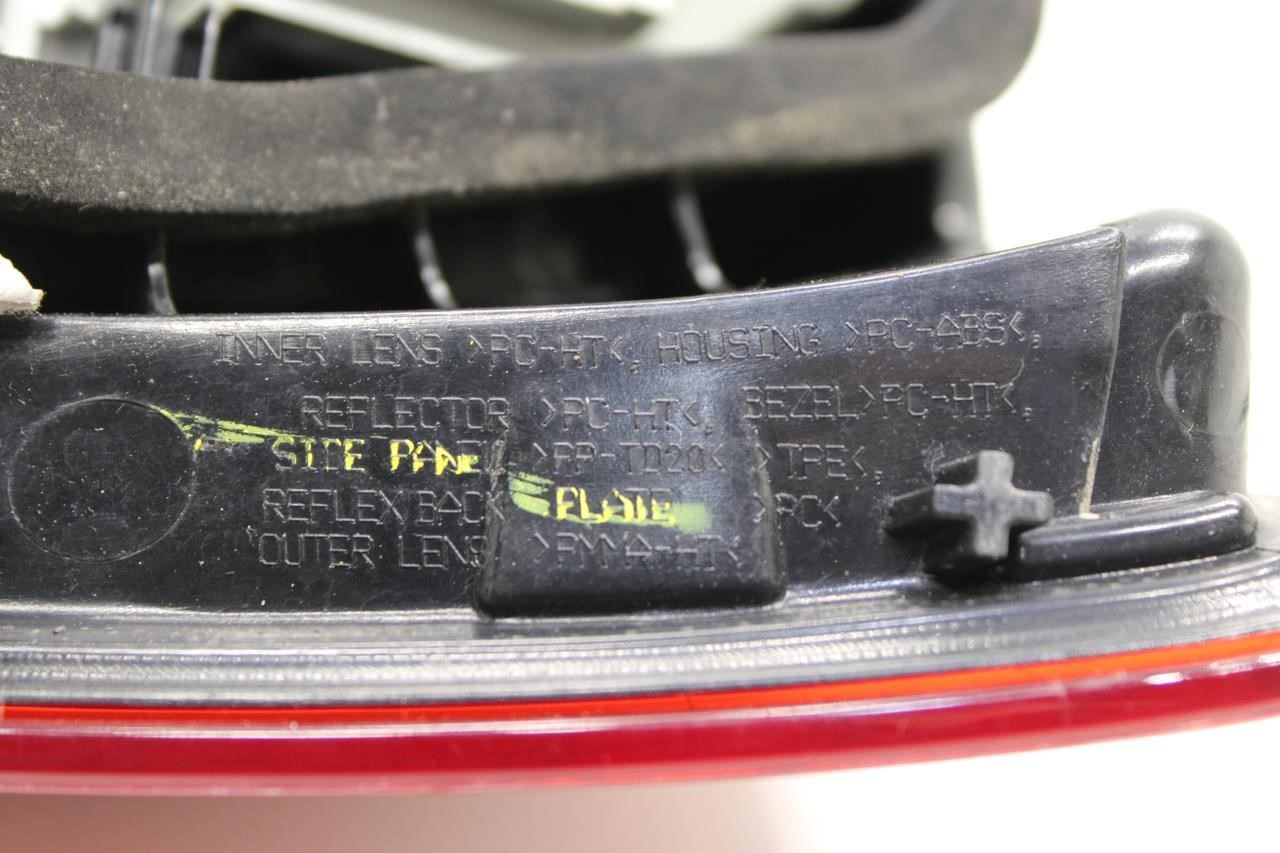 INNER LENS >PC-HT<, HOUSING >PC-ABS<,
REFLECTOR >PC-HT<, BEZEL>PC-HT<,
SIDE PANEL >PP-TD20< >TPE<,
REFLEX BACK PLATE >PC<
OUTER LENS >PMMA-HT<